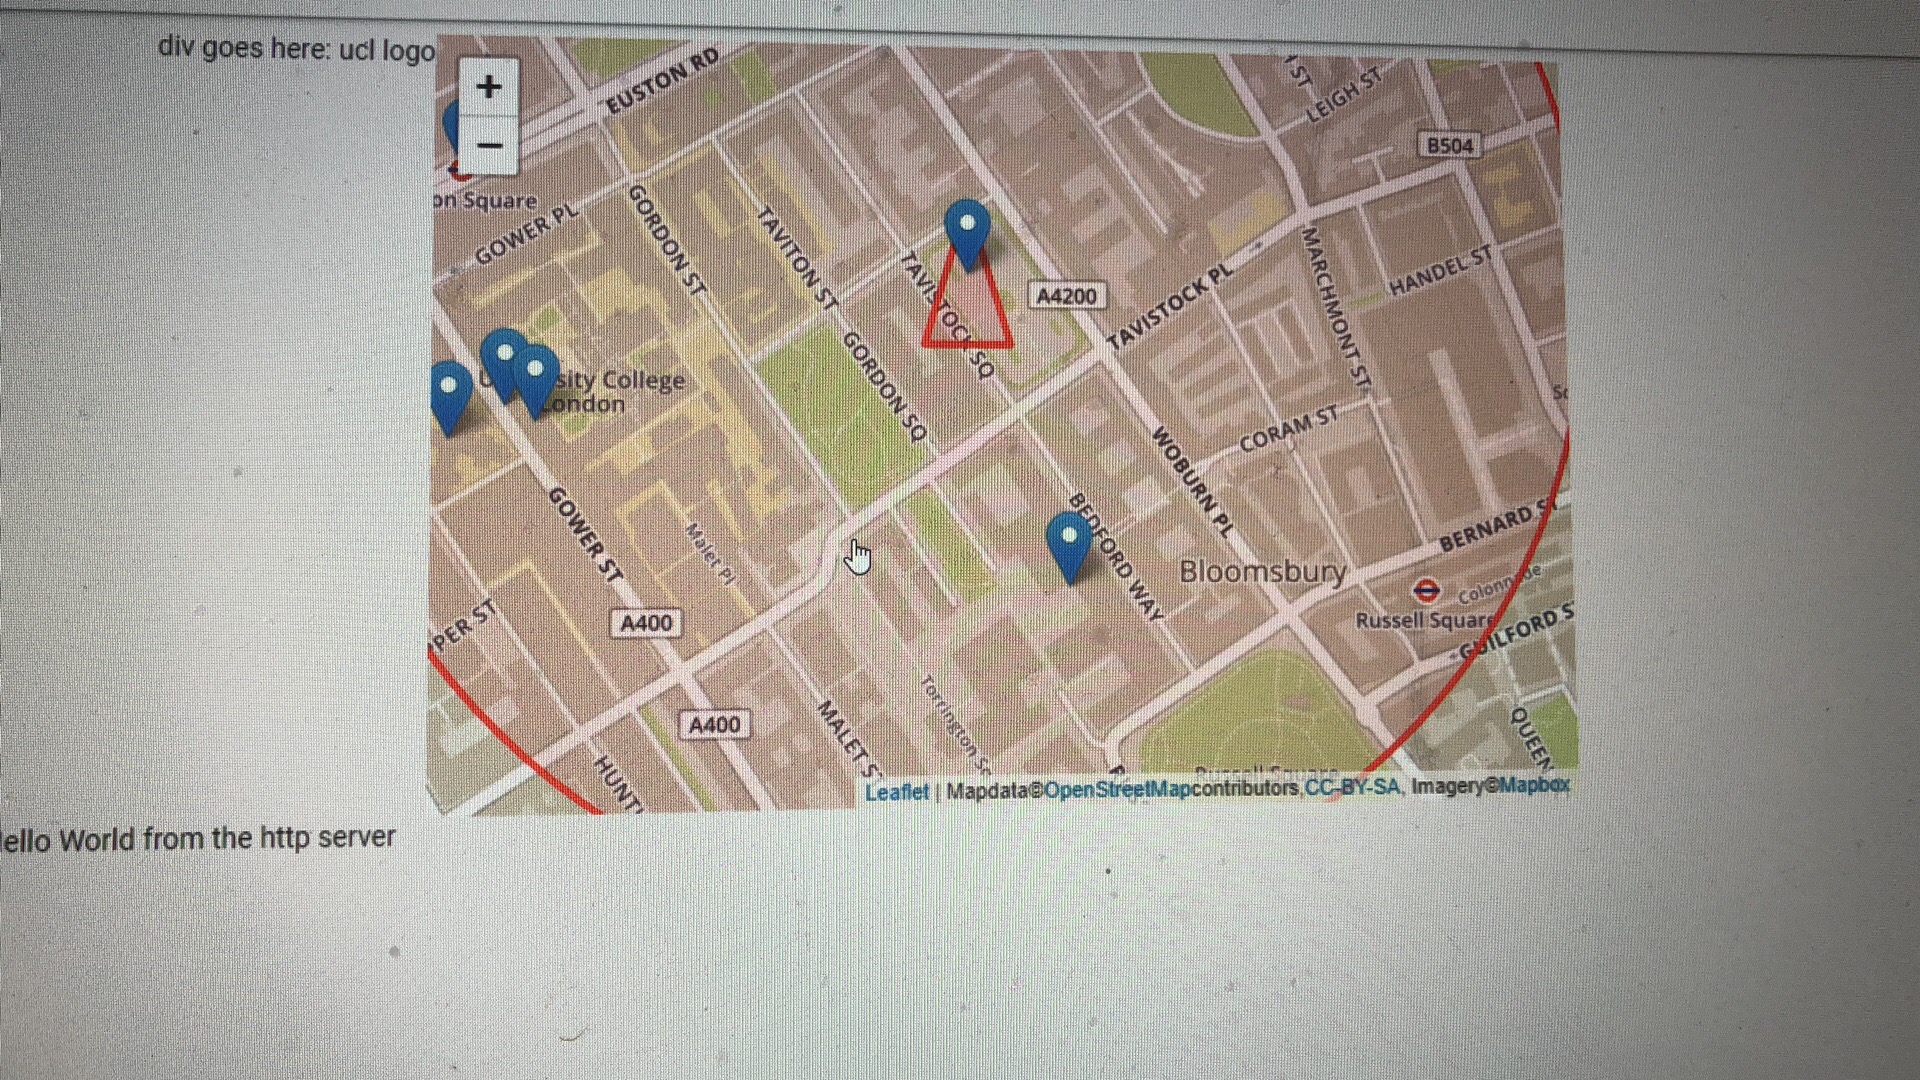 div goes here: ucl logo
+
−
EUSTON RD
ST
LEIGH ST
B504
on Square
GOWER PL
GORDON ST
TAVITON ST
TAVISTOCK SQ
A4200
TAVISTOCK PL
MARCHMONT ST
HANDEL ST
sity College
London
GORDON SQ
CORAM ST
WOBURN PL
GOWER ST
Malet Pl
BEDFORD WAY
Bloomsbury
BERNARD ST
Colonnade
Russell Square
GUILFORD S
PER ST
A400
A400
MALET S
Torrington Sq
QUEEN
HUNTL
Leaflet | Mapdata©OpenStreetMapcontributors,CC-BY-SA, Imagery©Mapbox
ello World from the http server